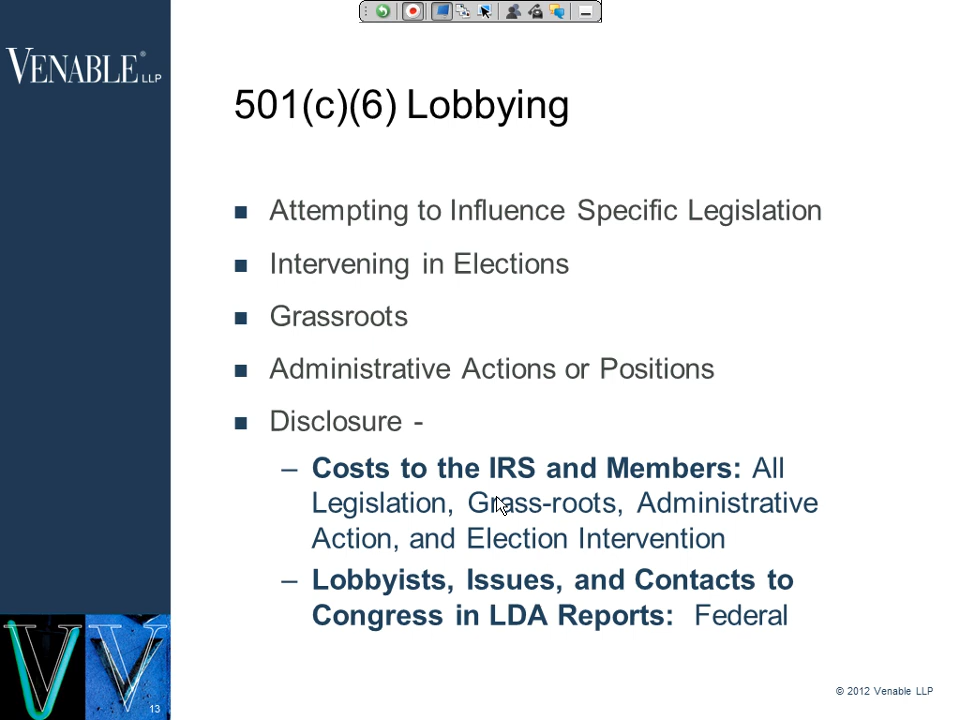 VENABLE® LLP
501(c)(6) Lobbying
Attempting to Influence Specific Legislation
Intervening in Elections
Grassroots
Administrative Actions or Positions
Disclosure -
– Costs to the IRS and Members: All
Legislation, Grass-roots, Administrative
Action, and Election Intervention
– Lobbyists, Issues, and Contacts to
Congress in LDA Reports: Federal
13
© 2012 Venable LLP